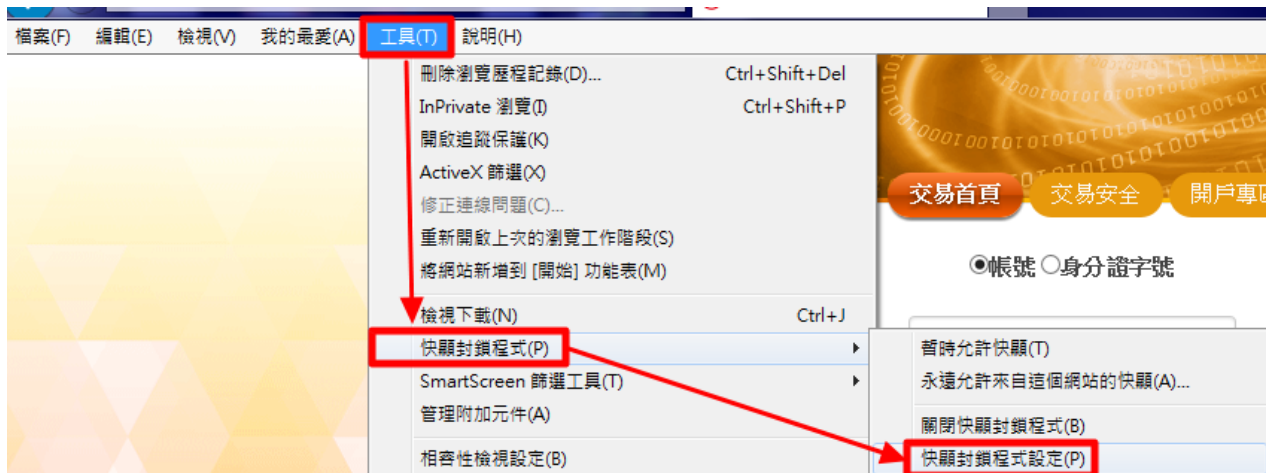 檔案(F) 編輯(E) 檢視(V) 我的最愛(A) 工具(T) 說明(H)
刪除瀏覽歷程記錄(D)... Ctrl+Shift+Del
InPrivate 瀏覽(I) Ctrl+Shift+P
開啟追蹤保護(K)
ActiveX 篩選(X)
修正連線問題(C)...
重新開啟上次的瀏覽工作階段(S)
將網站新增到 [開始] 功能表(M)
檢視下載(N) Ctrl+J
快顯封鎖程式(P)
SmartScreen 篩選工具(T)
管理附加元件(A)
相容性檢視設定(B)
交易首頁 交易安全 開戶專區
帳號 身分證字號
暫時允許快顯(T)
永遠允許來自這個網站的快顯(A)...
關閉快顯封鎖程式(B)
快顯封鎖程式設定(P)